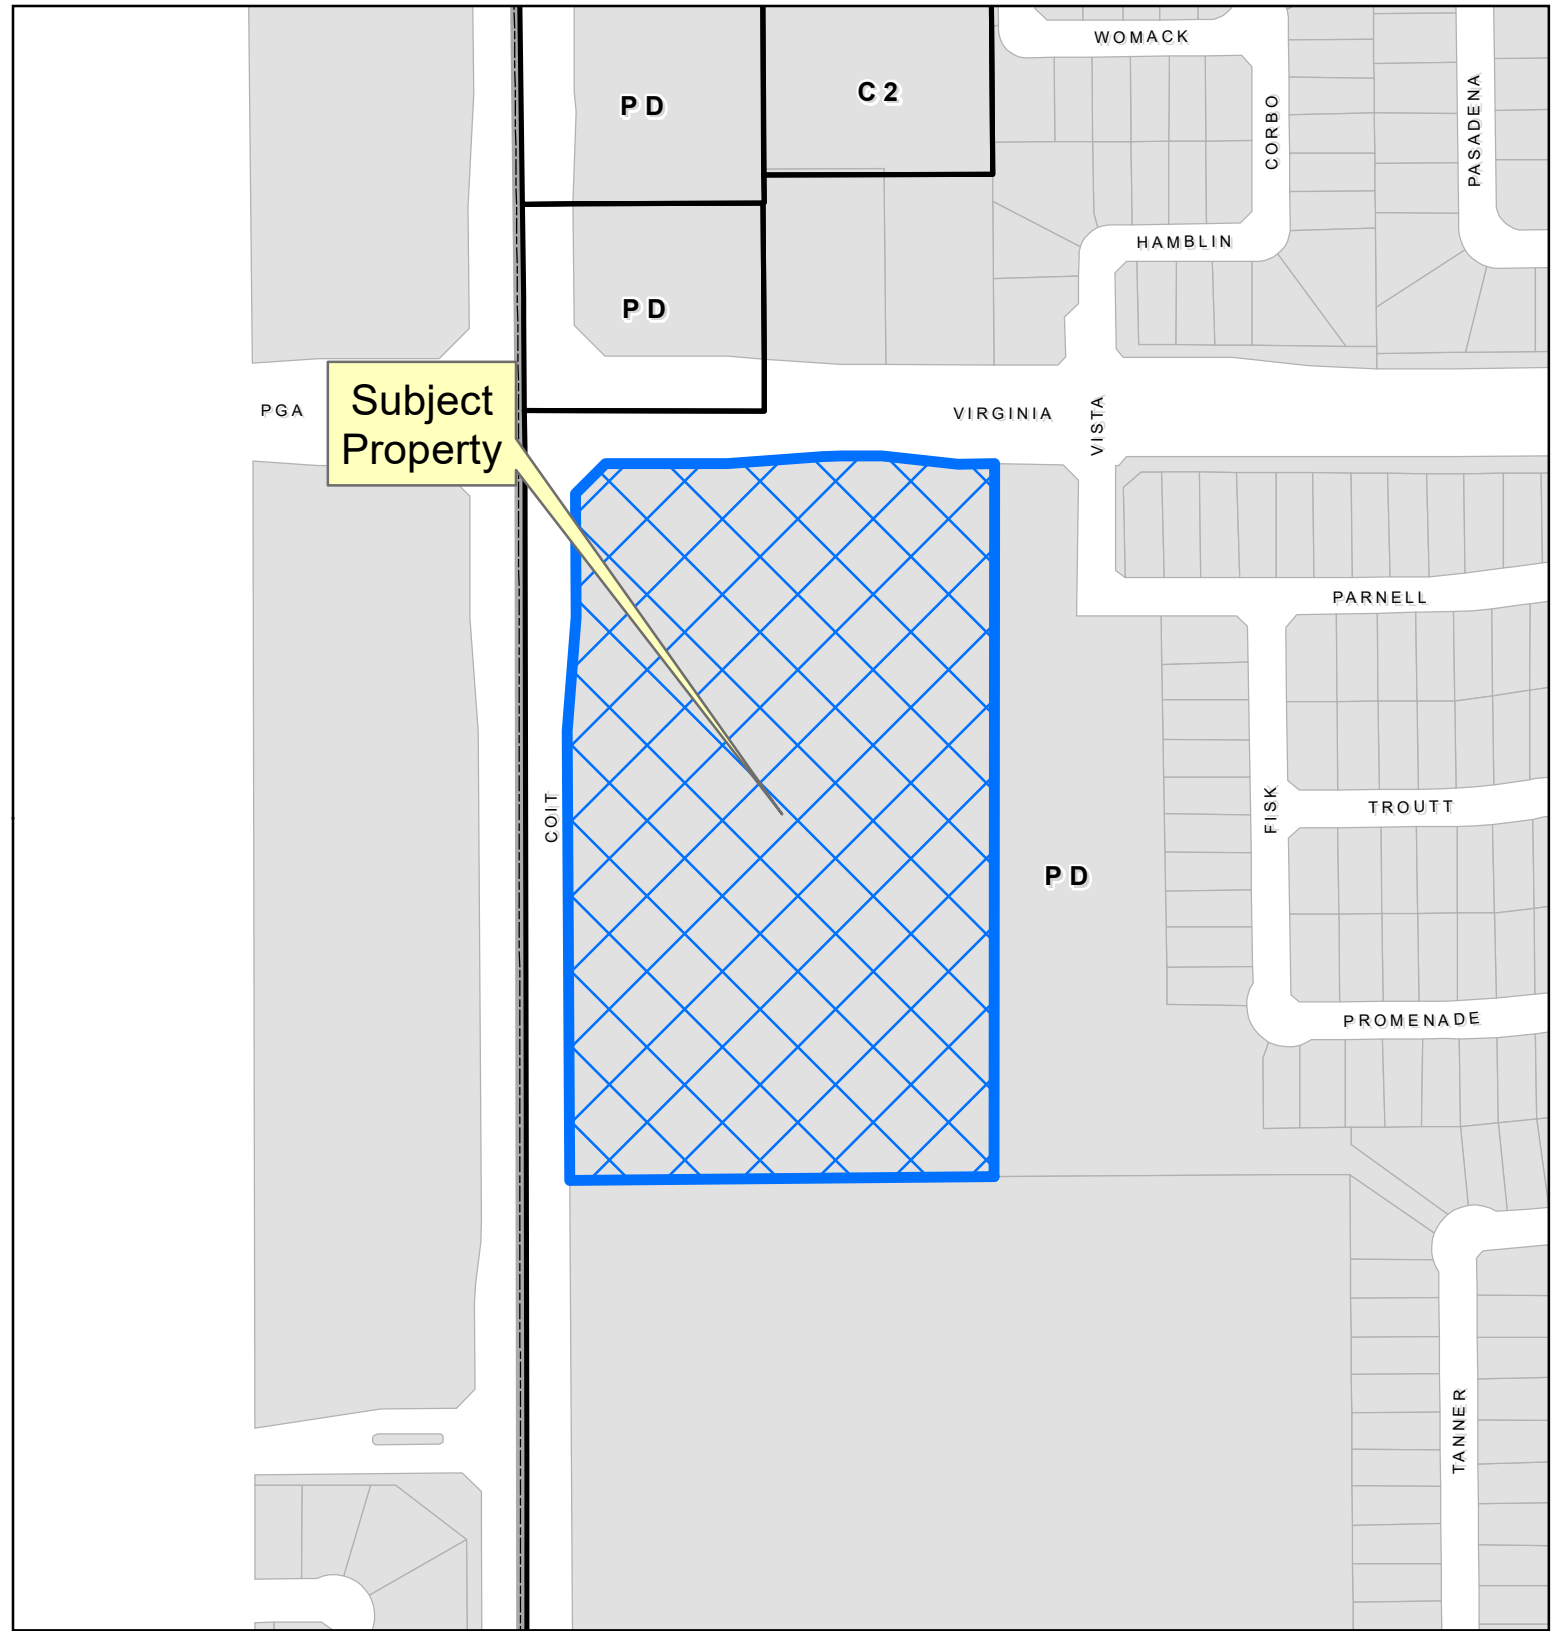 WOMACK
PD
C2
CORBO
PASADENA
HAMBLIN
PD
Subject
Property
PGA
VIRGINIA
VISTA
PARNELL
COIT
FISK
TROUTT
PD
PROMENADE
TANNER